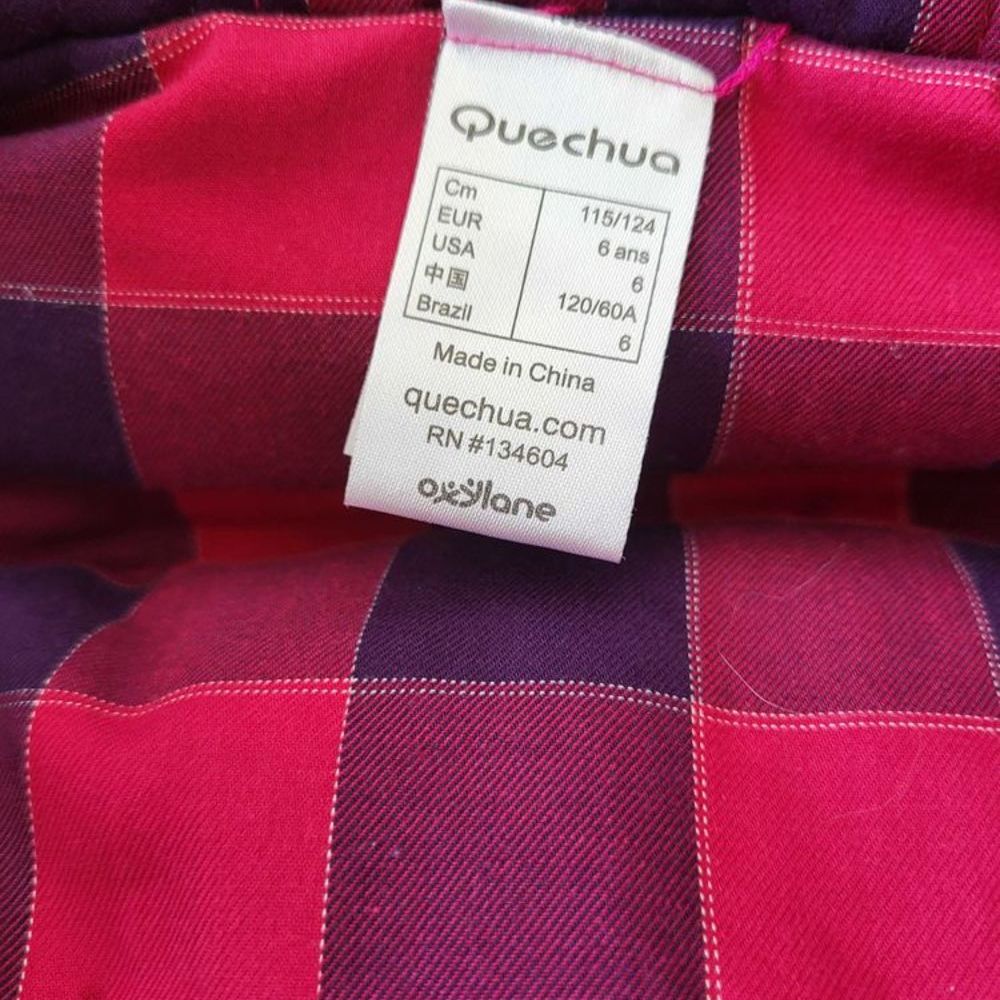 Quechua
Cm 115/124
EUR 6 ans
USA 6
中国 120/60A
Brazil 6
Made in China
quechua.com
RN #134604
oxylane